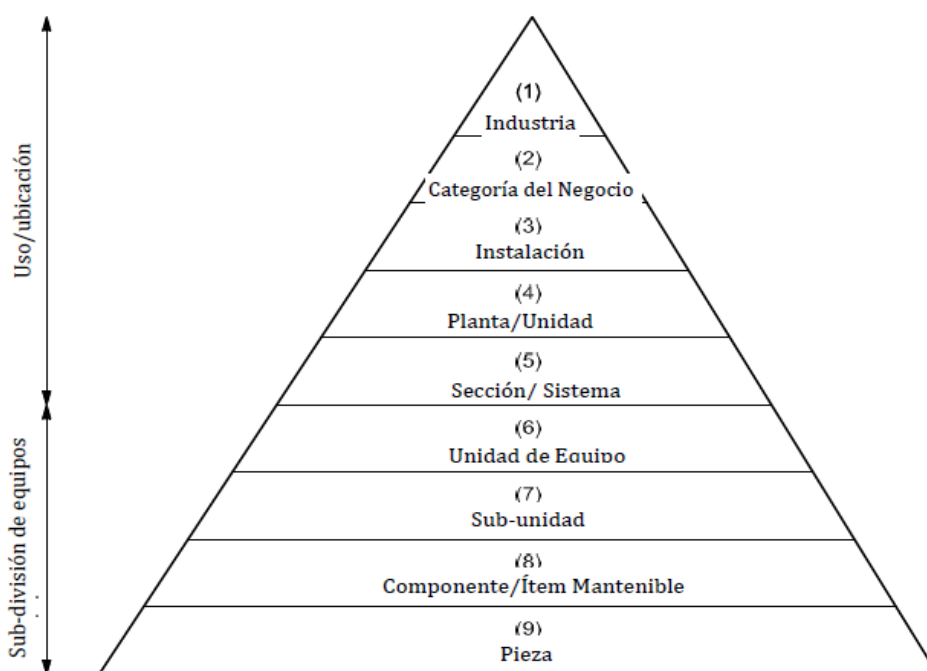 (1)
Industria
(2)
Categoría del Negocio
(3)
Instalación
(4)
Planta/Unidad
(5)
Sección/ Sistema
(6)
Unidad de Equipo
(7)
Sub-unidad
(8)
Componente/Ítem Mantenible
(9)
Pieza
Uso/ubicación
Sub-división de equipos